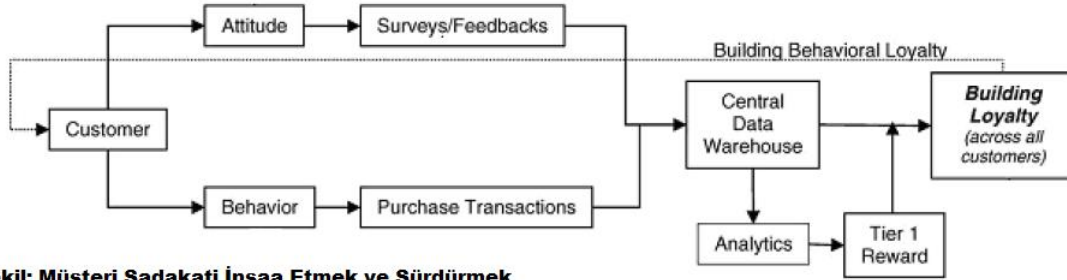 Attitude
Surveys/Feedbacks
Building Behavioral Loyalty
Customer
Central
Data
Warehouse
Building
Loyalty
(across all
customers)
Behavior
Purchase Transactions
Analytics
Tier 1
Reward
kil: Müşteri Sadakati İnşaa Etmek ve Sürdürmek